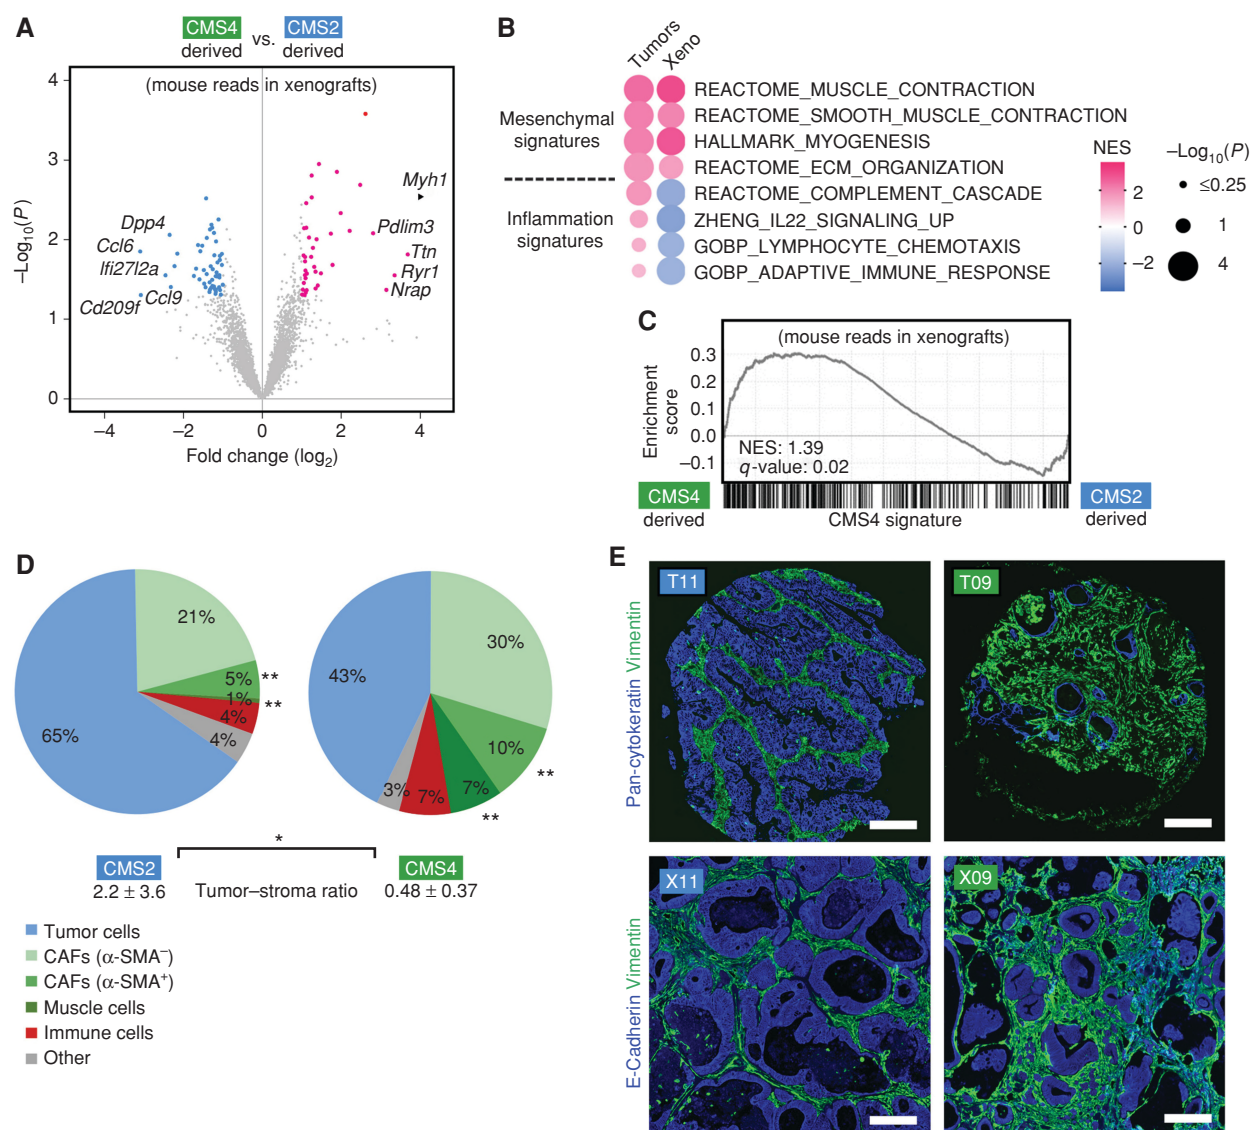 A
CMS4 derived vs. CMS2 derived
(mouse reads in xenografts)
–Log10(P)
4
3
2
1
0
–4
–2
0
2
4
Fold change (log2)
Dpp4
Ccl6
Ifi27l2a
Ccl9
Cd209f
Myh1
Pdlim3
Ttn
Ryr1
Nrap
B
Tumors
Xeno
Mesenchymal
signatures
Inflammation
signatures
REACTOME_MUSCLE_CONTRACTION
REACTOME_SMOOTH_MUSCLE_CONTRACTION
HALLMARK_MYOGENESIS
REACTOME_ECM_ORGANIZATION
REACTOME_COMPLEMENT_CASCADE
ZHENG_IL22_SIGNALING_UP
GOBP_LYMPHOCYTE_CHEMOTAXIS
GOBP_ADAPTIVE_IMMUNE_RESPONSE
NES
2
0
–2
–Log10(P)
≤0.25
1
4
C
(mouse reads in xenografts)
Enrichment
score
0.3
0.2
0.1
0.0
–0.1
NES: 1.39
q-value: 0.02
CMS4
derived
CMS4 signature
CMS2
derived
D
21%
5%
**
1%
**
4%
4%
65%
30%
10%
**
7%
**
7%
3%
43%
*
CMS2
2.2 ± 3.6
Tumor–stroma ratio
CMS4
0.48 ± 0.37
Tumor cells
CAFs (α-SMA–)
CAFs (α-SMA+)
Muscle cells
Immune cells
Other
E
Pan-cytokeratin Vimentin
T11
T09
E-Cadherin Vimentin
X11
X09